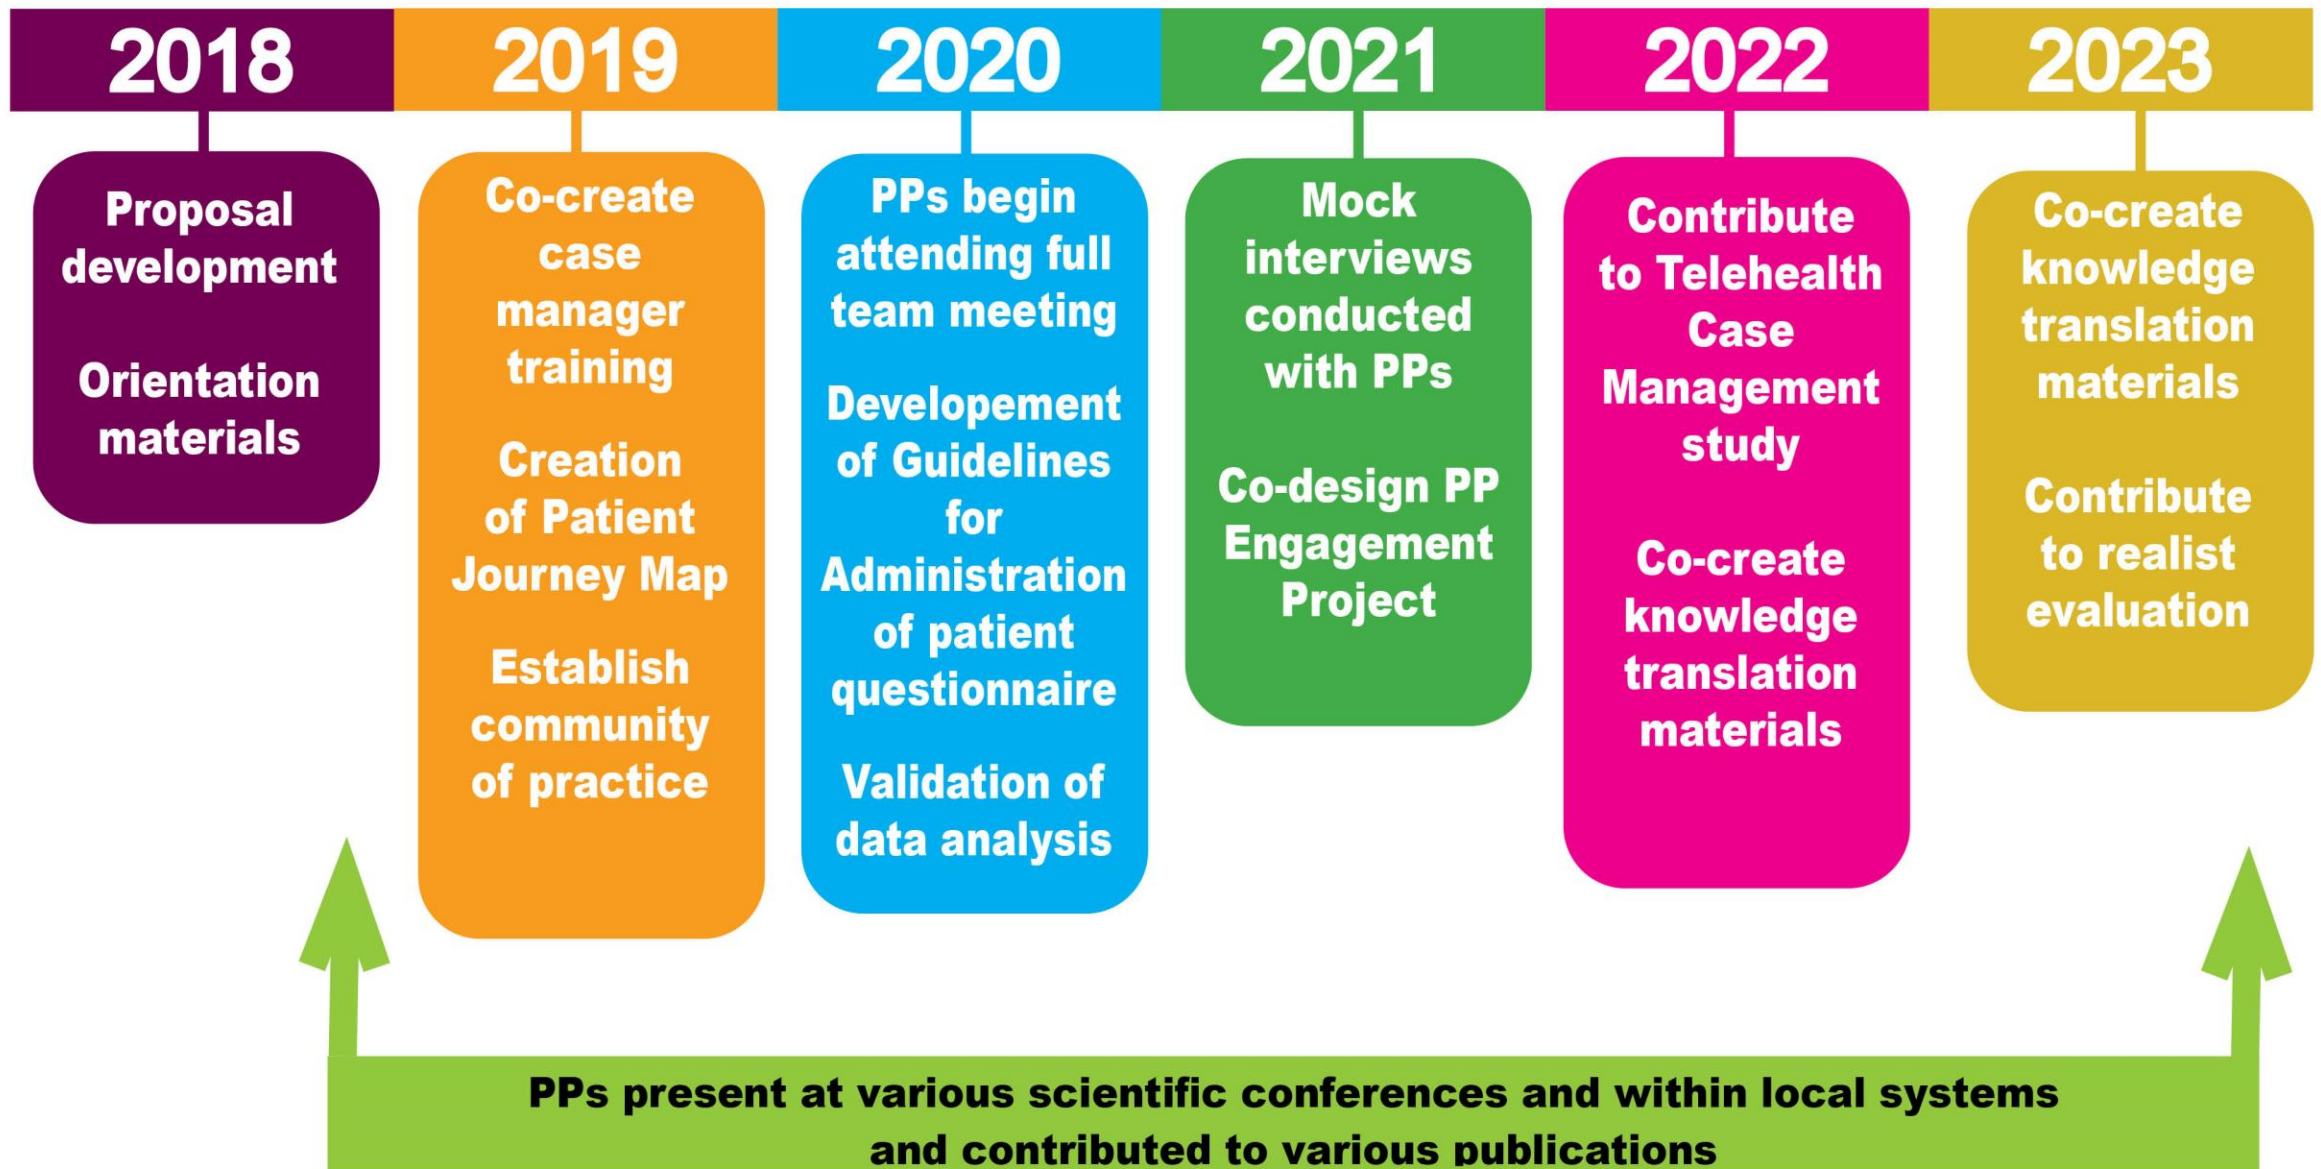 2018
2019
2020
2021
2022
2023
Proposal
development
Orientation
materials
Co-create
case
manager
training
Creation
of Patient
Journey Map
Establish
community
of practice
PPs begin
attending full
team meeting
Developement
of Guidelines
for
Administration
of patient
questionnaire
Validation of
data analysis
Mock
interviews
conducted
with PPs
Co-design PP
Engagement
Project
Contribute
to Telehealth
Case
Management
study
Co-create
knowledge
translation
materials
Co-create
knowledge
translation
materials
Contribute
to realist
evaluation
PPs present at various scientific conferences and within local systems
and contributed to various publications